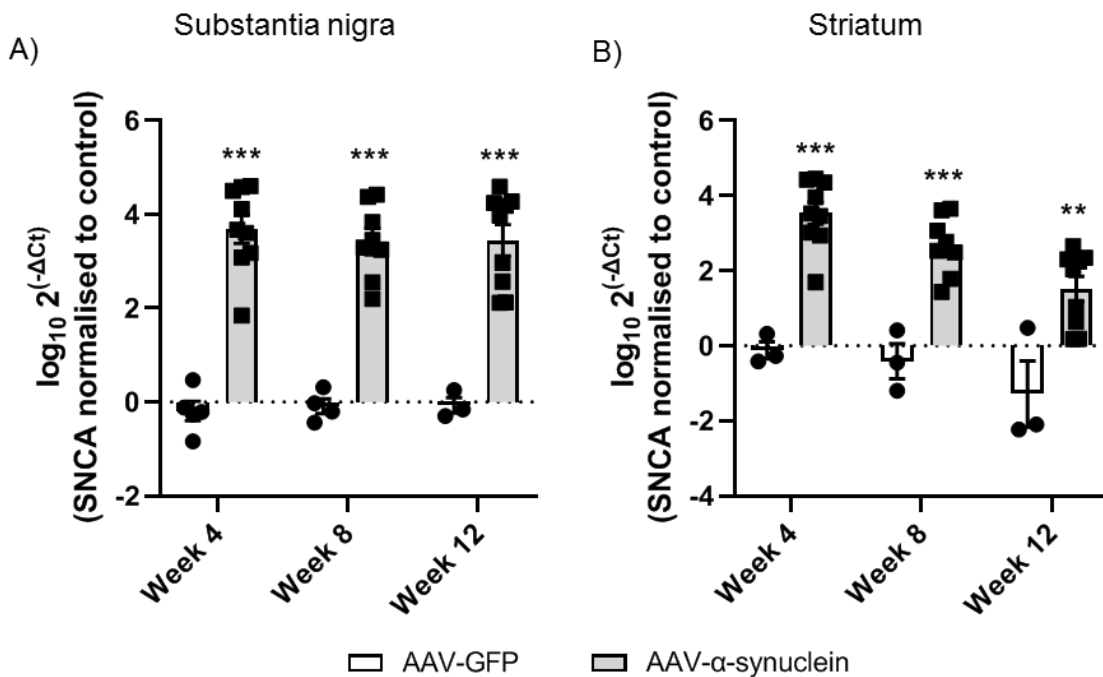 Substantia nigra
A)
log₁₀ 2^(-ΔCt)
(SNCA normalised to control)
6
4
2
0
-2
***
***
***
Week 4
Week 8
Week 12
Striatum
B)
log₁₀ 2^(-ΔCt)
(SNCA normalised to control)
6
4
2
0
-2
-4
***
***
**
Week 4
Week 8
Week 12
AAV-GFP
AAV-α-synuclein